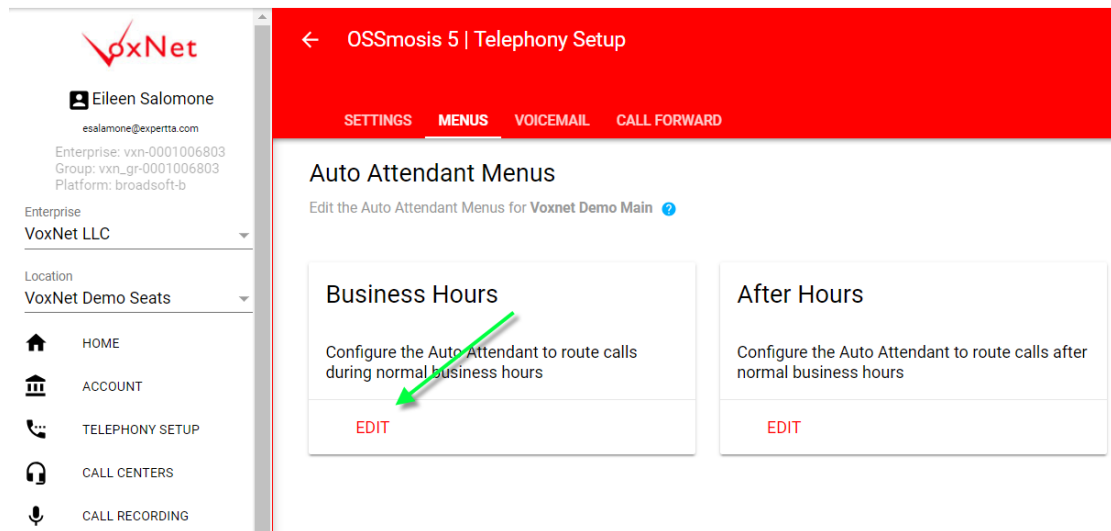 VoxNet
Eileen Salomone
esalamone@expertta.com
Enterprise: vxn-0001006803
Group: vxn_gr-0001006803
Platform: broadsoft-b
Enterprise
VoxNet LLC
Location
VoxNet Demo Seats
HOME
ACCOUNT
TELEPHONY SETUP
CALL CENTERS
CALL RECORDING
OSSmosis 5 | Telephony Setup
SETTINGS MENUS VOICEMAIL CALL FORWARD
Auto Attendant Menus
Edit the Auto Attendant Menus for Voxnet Demo Main ?
Business Hours
Configure the Auto Attendant to route calls
during normal business hours
EDIT
After Hours
Configure the Auto Attendant to route calls after
normal business hours
EDIT